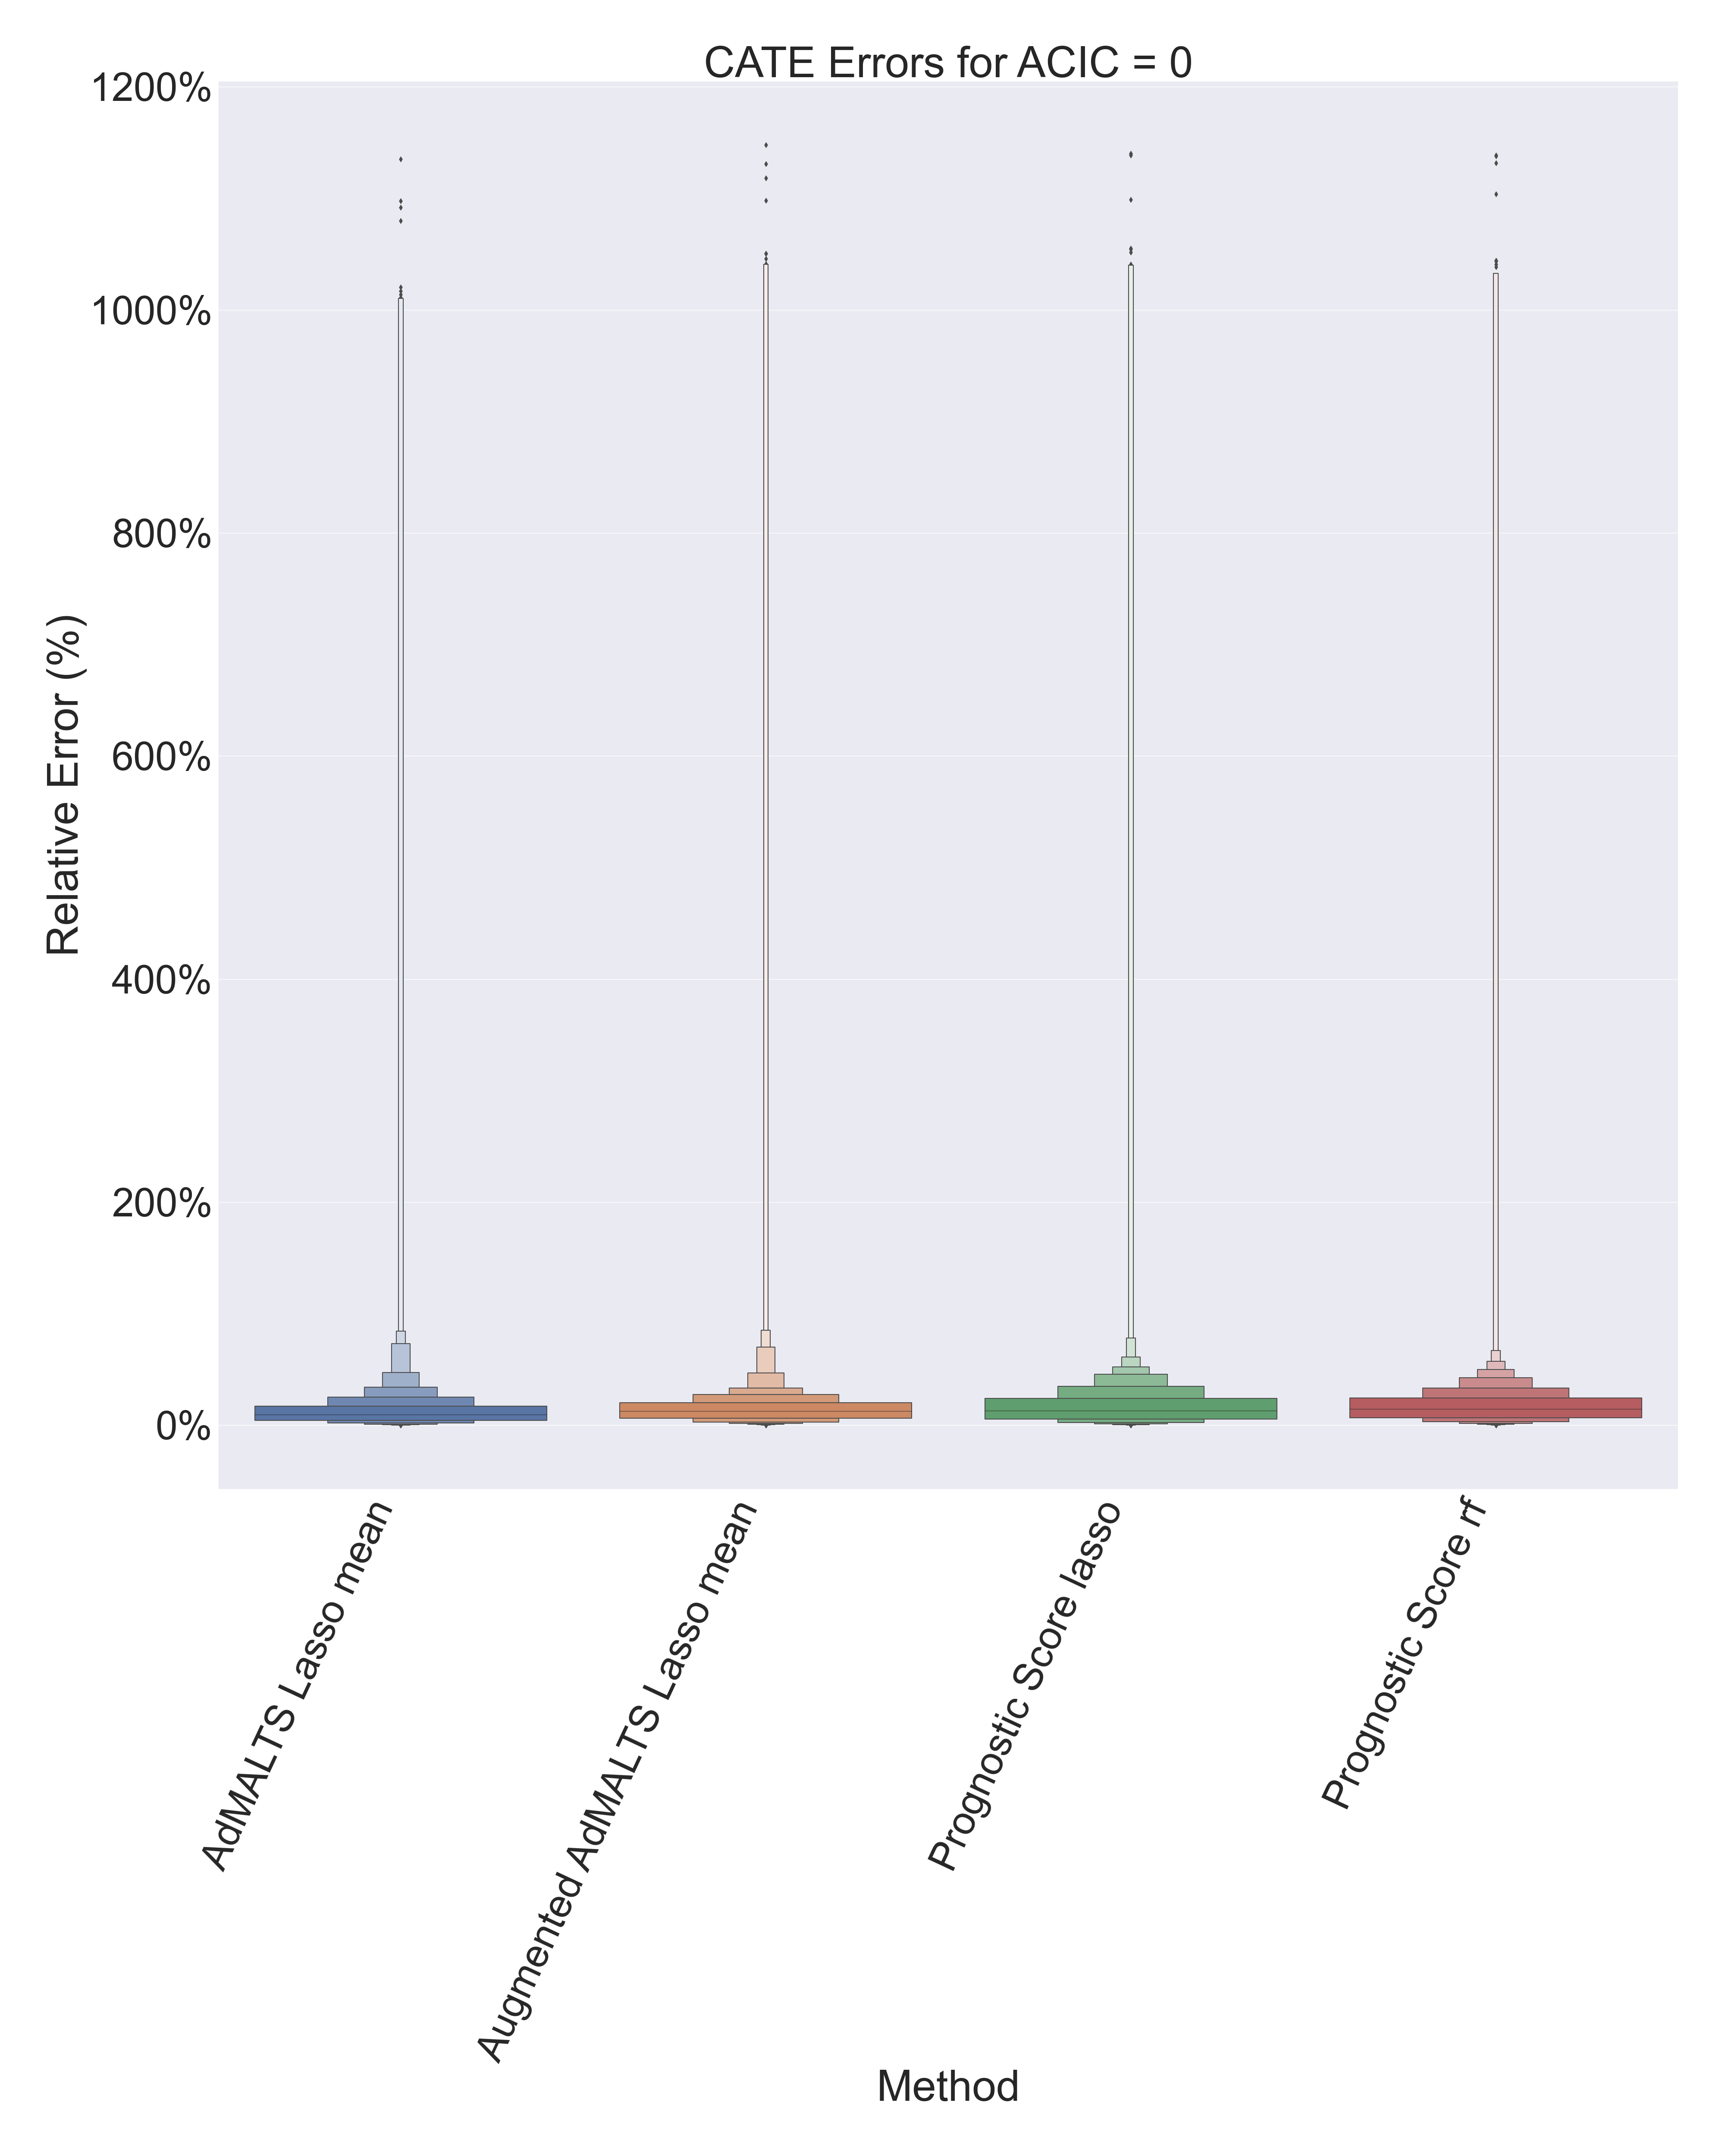 CATE Errors for ACIC = 0
1200%
1000%
800%
600%
400%
200%
0%
Relative Error (%)
AdMALTS Lasso mean
Augmented AdMALTS Lasso mean
Prognostic Score lasso
Prognostic Score rf
Method